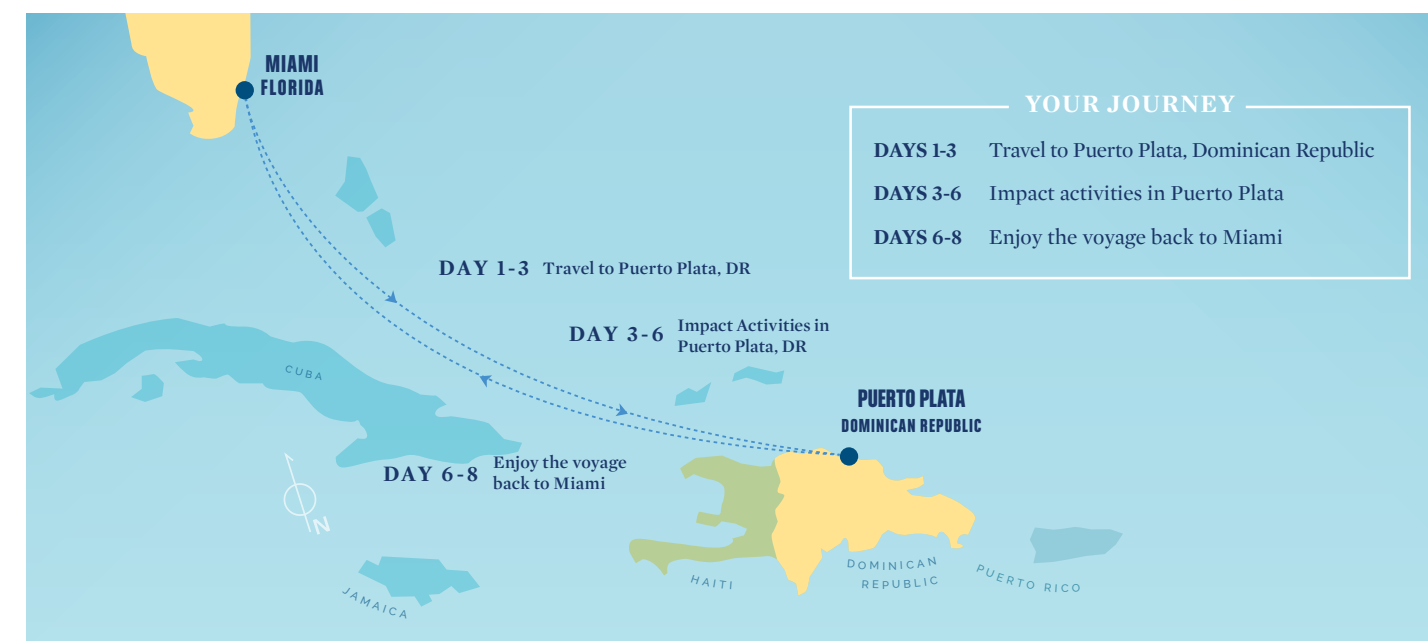 MIAMI
FLORIDA
YOUR JOURNEY
DAYS 1-3 Travel to Puerto Plata, Dominican Republic
DAYS 3-6 Impact activities in Puerto Plata
DAYS 6-8 Enjoy the voyage back to Miami
DAY 1-3 Travel to Puerto Plata, DR
DAY 3-6 Impact Activities in
Puerto Plata, DR
CUBA
PUERTO PLATA
DOMINICAN REPUBLIC
DAY 6-8 Enjoy the voyage
back to Miami
N
HAITI
DOMINICAN
REPUBLIC
PUERTO RICO
JAMAICA